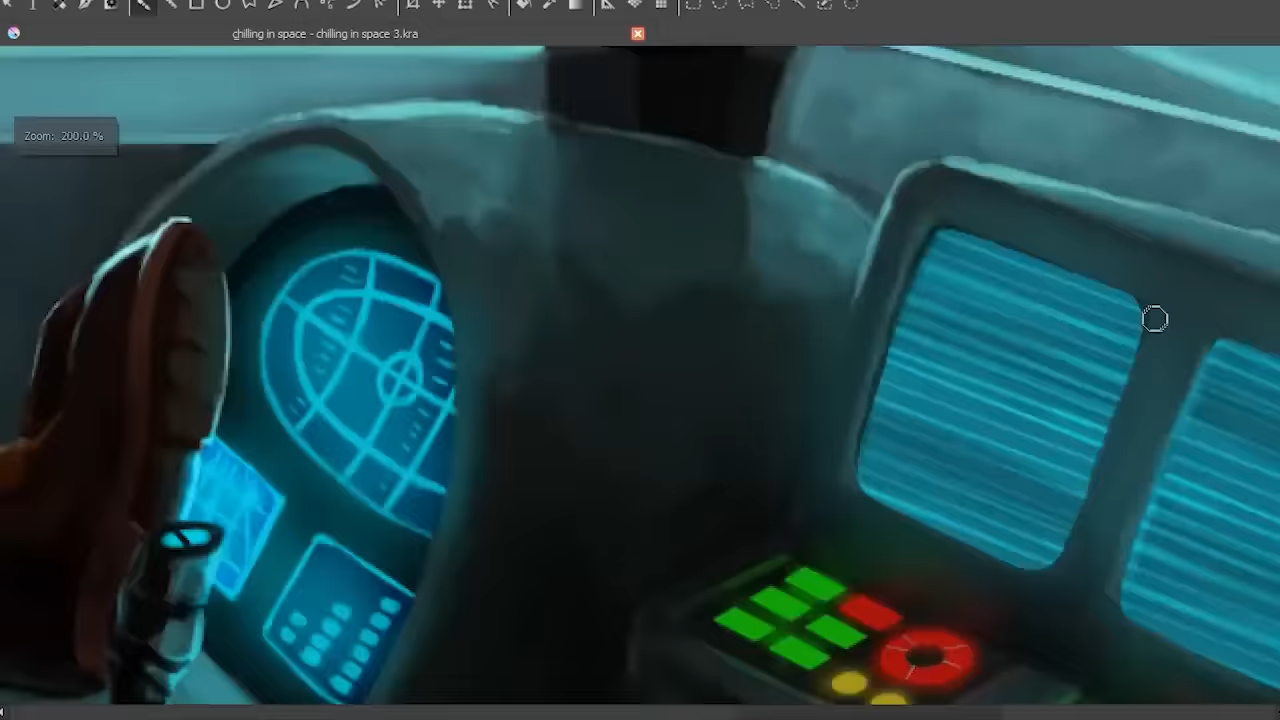 chilling in space - chilling in space 3.kra
Zoom: 200.0 %